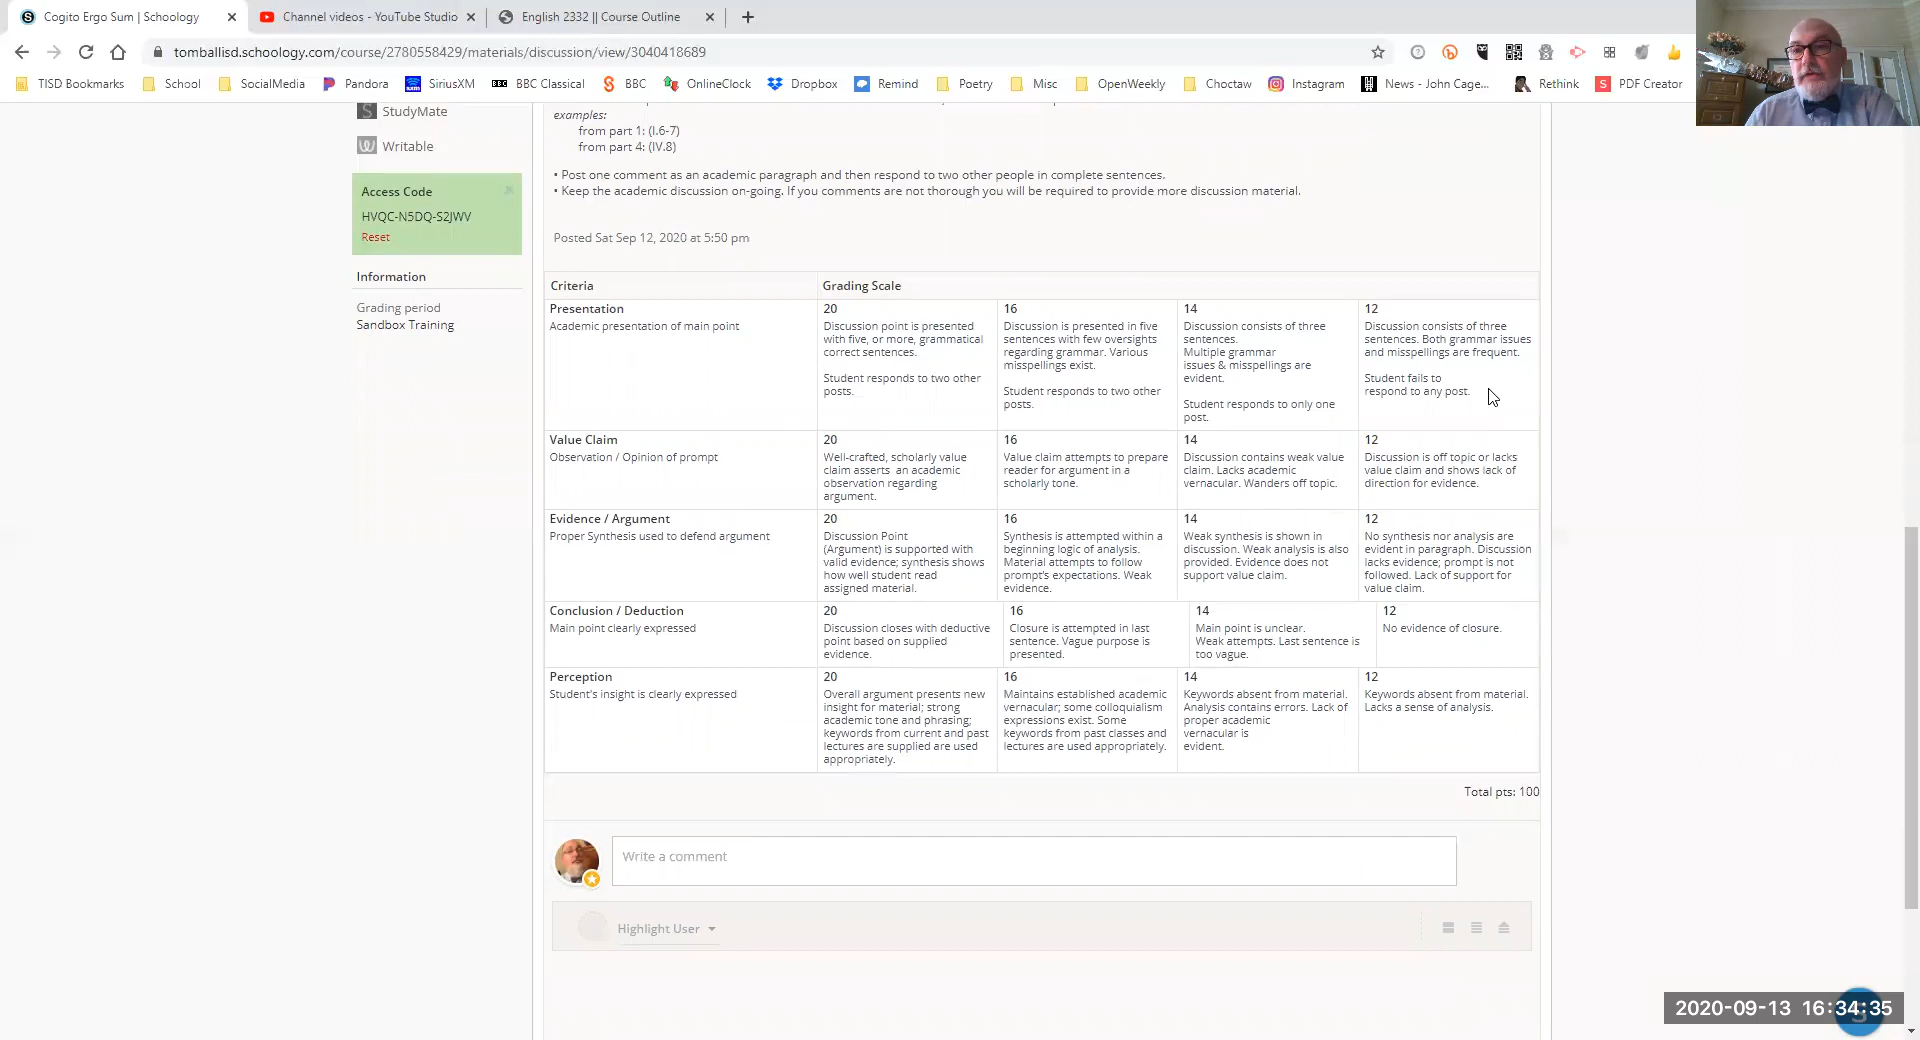 Cogito Ergo Sum | Schoology
Channel videos - YouTube Studio
English 2332 || Course Outline
tomballisd.schoology.com/course/2780558429/materials/discussion/view/3040418689
TISD Bookmarks School SocialMedia Pandora SiriusXM BBC Classical BBC OnlineClock Dropbox Remind Poetry Misc OpenWeekly Choctaw Instagram News - John Cage... Rethink PDF Creator
StudyMate
Writable
Access Code
HVQC-N5DQ-S2JWV
Reset
Information
Grading period
Sandbox Training
examples:
from part 1: (I.6-7)
from part 4: (IV.8)
• Post one comment as an academic paragraph and then respond to two other people in complete sentences.
• Keep the academic discussion on-going. If you comments are not thorough you will be required to provide more discussion material.
Posted Sat Sep 12, 2020 at 5:50 pm
Criteria
Grading Scale
Presentation
Academic presentation of main point
20
Discussion point is presented
with five, or more, grammatical
correct sentences.
Student responds to two other
posts.
16
Discussion is presented in five
sentences with few oversights
regarding grammar. Various
misspellings exist.
Student responds to two other
posts.
14
Discussion consists of three
sentences.
Multiple grammar
issues & misspellings are
evident.
Student responds to only one
post.
12
Discussion consists of three
sentences. Both grammar issues
and misspellings are frequent.
Student fails to
respond to any post.
Value Claim
Observation / Opinion of prompt
20
Well-crafted, scholarly value
claim asserts an academic
observation regarding
argument.
16
Value claim attempts to prepare
reader for argument in a
scholarly tone.
14
Discussion contains weak value
claim. Lacks academic
vernacular. Wanders off topic.
12
Discussion is off topic or lacks
value claim and shows lack of
direction for evidence.
Evidence / Argument
Proper Synthesis used to defend argument
20
Discussion Point
(Argument) is supported with
valid evidence; synthesis shows
how well student read
assigned material.
16
Synthesis is attempted within a
beginning logic of analysis.
Material attempts to follow
prompt's expectations. Weak
evidence.
14
Weak synthesis is shown in
discussion. Weak analysis is also
provided. Evidence does not
support value claim.
12
No synthesis nor analysis are
evident in paragraph. Discussion
lacks evidence; prompt is not
followed. Lack of support for
value claim.
Conclusion / Deduction
Main point clearly expressed
20
Discussion closes with deductive
point based on supplied
evidence.
16
Closure is attempted in last
sentence. Vague purpose is
presented.
14
Main point is unclear.
Weak attempts. Last sentence is
too vague.
12
No evidence of closure.
Perception
Student's insight is clearly expressed
20
Overall argument presents new
insight for material; strong
academic tone and phrasing;
keywords from current and past
lectures are supplied are used
appropriately.
16
Maintains established academic
vernacular; some colloquialism
expressions exist. Some
keywords from past classes and
lectures are used appropriately.
14
Keywords absent from material.
Analysis contains errors. Lack of
proper academic
vernacular is
evident.
12
Keywords absent from material.
Lacks a sense of analysis.
Total pts: 100
Write a comment
Highlight User
2020-09-13 16:34:35